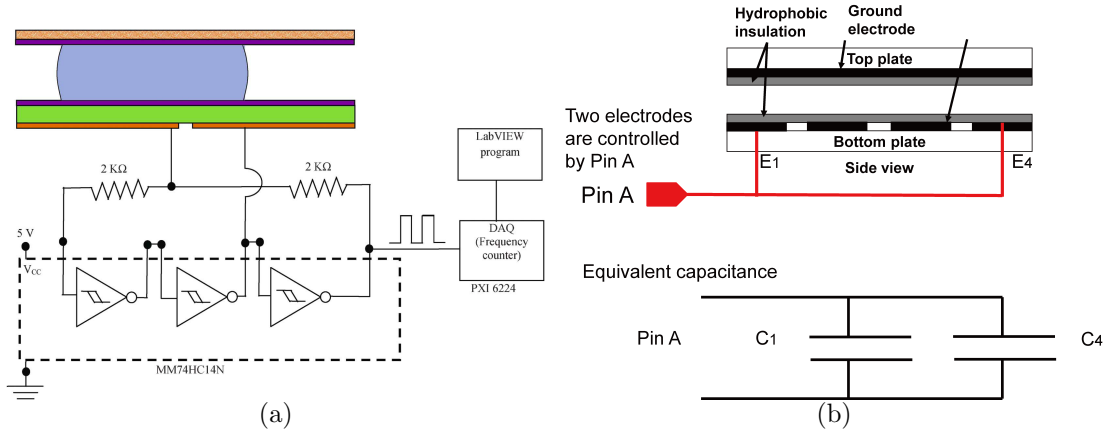 LabVIEW
program
2 KΩ
2 KΩ
5 V
V_CC
DAQ
(Frequency
counter)
PXI 6224
MM74HC14N
(a)
Hydrophobic
insulation
Ground
electrode
Top plate
Two electrodes
are controlled
by Pin A
Bottom plate
E1
E4
Side view
Pin A
Equivalent capacitance
Pin A
C1
C4
(b)